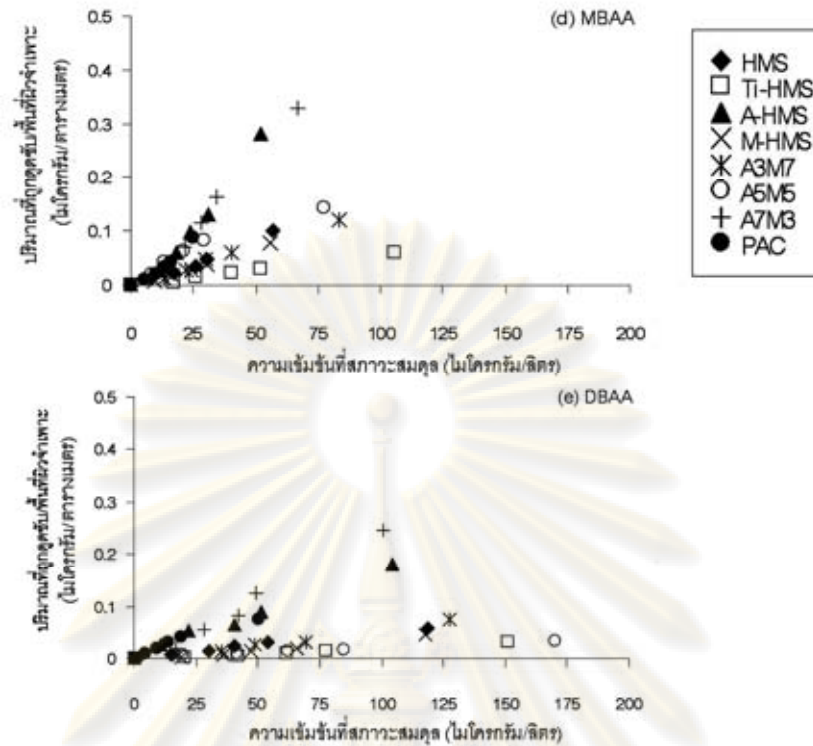 (d) MBAA
ปริมาณที่ถูกดูดซับ/พื้นที่ผิวจำเพาะ
(ไมโครกรัม/ตารางเมตร)
0.5
0.4
0.3
0.2
0.1
0
0 25 50 75 100 125 150 175 200
ความเข้มข้นที่สภาวะสมดุล (ไมโครกรัม/ลิตร)
HMS
Ti-HMS
A-HMS
M-HMS
A3M7
A5M5
A7M3
PAC
(e) DBAA
ปริมาณที่ถูกดูดซับ/พื้นที่ผิวจำเพาะ
(ไมโครกรัม/ตารางเมตร)
0.5
0.4
0.3
0.2
0.1
0
0 25 50 75 100 125 150 175 200
ความเข้มข้นที่สภาวะสมดุล (ไมโครกรัม/ลิตร)